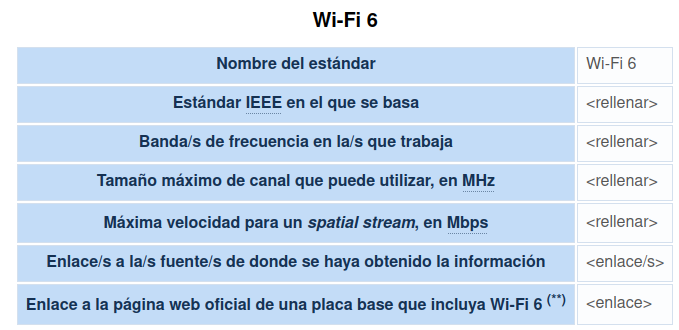 Wi-Fi 6
Nombre del estándar Wi-Fi 6
Estándar IEEE en el que se basa <rellenar>
Banda/s de frecuencia en la/s que trabaja <rellenar>
Tamaño máximo de canal que puede utilizar, en MHz <rellenar>
Máxima velocidad para un spatial stream, en Mbps <rellenar>
Enlace/s a la/s fuente/s de donde se haya obtenido la información <enlace/s>
Enlace a la página web oficial de una placa base que incluya Wi-Fi 6 (**) <enlace>